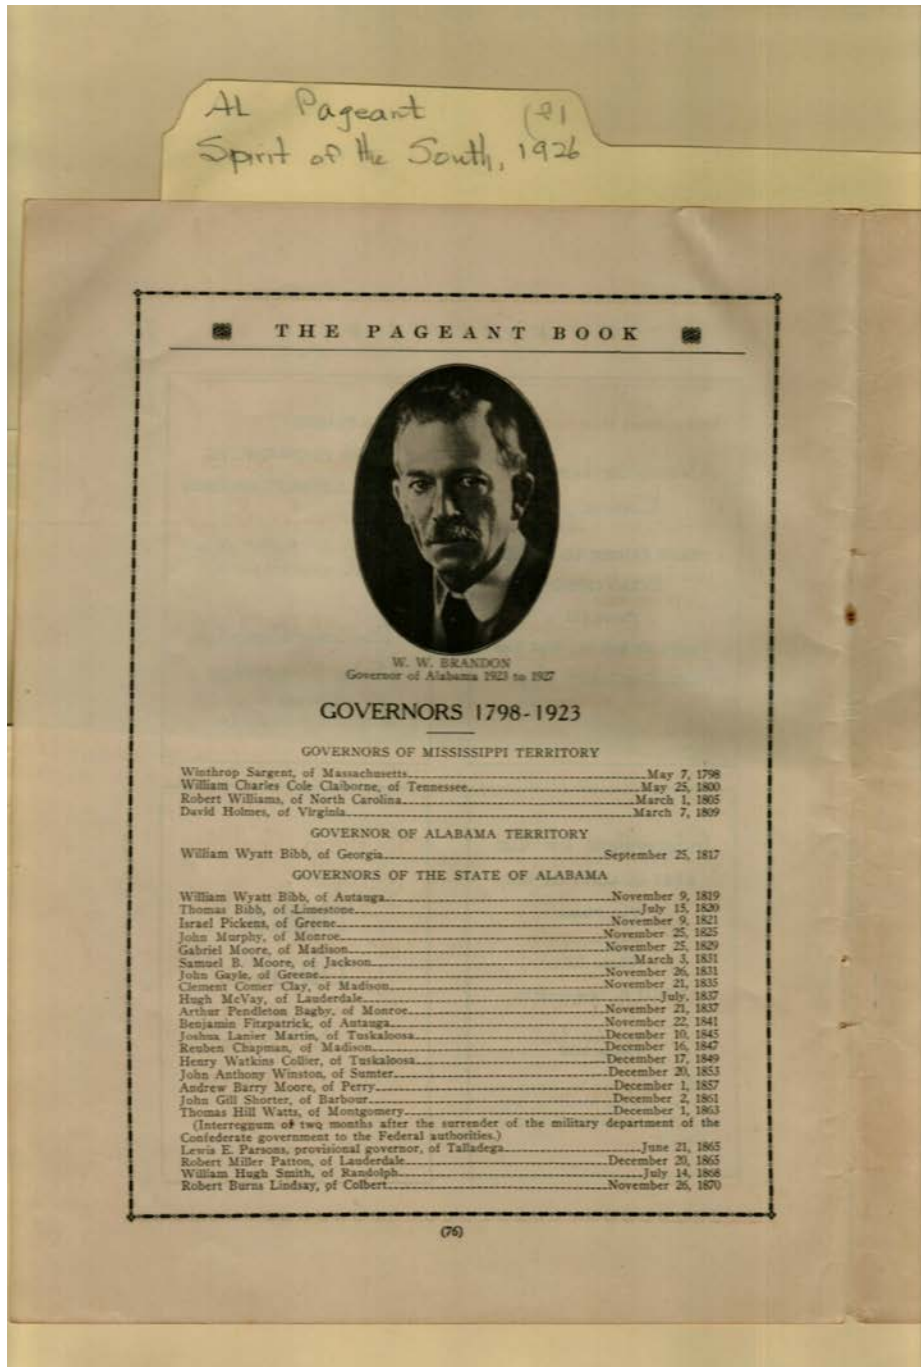 AL Pageant
Spirit of the South, 1926
THE PAGEANT BOOK
W. W. BRANDON
Governor of Alabama 1923 to 1927
GOVERNORS 1798-1923
GOVERNORS OF MISSISSIPPI TERRITORY
Winthrop Sargent, of Massachusetts May 7, 1798
William Charles Cole Claiborne, of Tennessee May 25, 1800
Robert Williams, of North Carolina March 1, 1805
David Holmes, of Virginia March 7, 1809
GOVERNOR OF ALABAMA TERRITORY
William Wyatt Bibb, of Georgia September 25, 1817
GOVERNORS OF THE STATE OF ALABAMA
William Wyatt Bibb, of Autauga November 9, 1819
Thomas Bibb, of Limestone July 15, 1820
Israel Pickens, of Greene November 9, 1821
John Murphy, of Monroe November 25, 1825
Gabriel Moore, of Madison November 25, 1829
Samuel B. Moore, of Jackson March 3, 1831
John Gayle, of Greene November 26, 1831
Clement Comer Clay, of Madison November 21, 1835
Hugh McVay, of Lauderdale July, 1837
Arthur Pendleton Bagby, of Monroe November 21, 1837
Benjamin Fitzpatrick, of Autauga November 22, 1841
Joshua Lanier Martin, of Tuskaloosa December 10, 1845
Reuben Chapman, of Madison December 16, 1847
Henry Watkins Collier, of Tuskaloosa December 17, 1849
John Anthony Winston, of Sumter December 20, 1853
Andrew Barry Moore, of Perry December 1, 1857
John Gill Shorter, of Barbour December 2, 1861
Thomas Hill Watts, of Montgomery December 1, 1863
(Interregnum of two months after the surrender of the military department of the
Confederate government to the Federal authorities.)
Lewis E. Parsons, provisional governor, of Talladega June 21, 1865
Robert Miller Patton, of Lauderdale December 20, 1865
William Hugh Smith, of Randolph July 14, 1868
Robert Burns Lindsay, of Colbert November 26, 1870
(76)